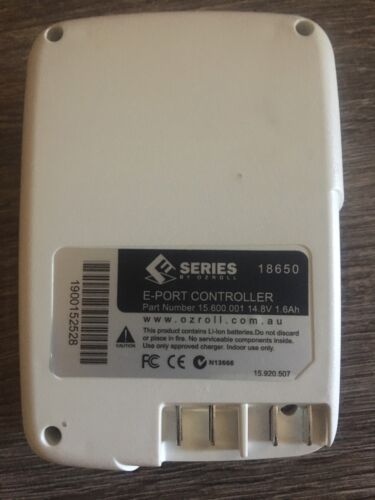 E SERIES
BY OZROLL
18650
E-PORT CONTROLLER
Part Number 15.600.001 14.8V 1.6Ah
www.ozroll.com.au
This product contains Li-Ion batteries.Do not discard
or place in fire. No serviceable components inside.
Use only approved charger. Indoor use only.
CAUTION
FC CE N13666
15.920.507
1900152528